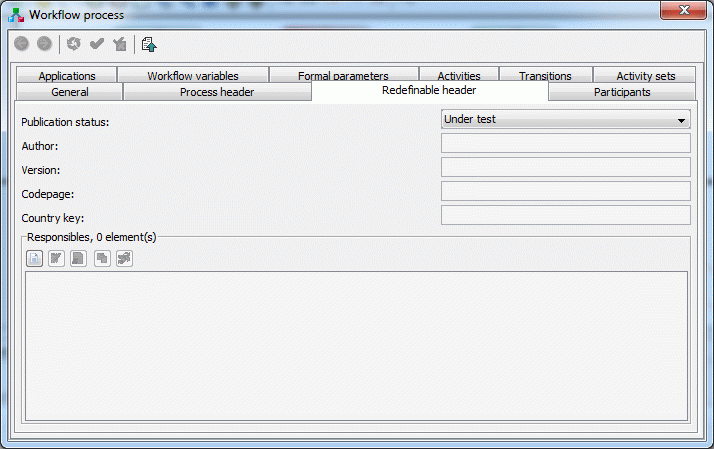 Workflow process
Applications Workflow variables Formal parameters Activities Transitions Activity sets
General Process header Redefinable header Participants
Publication status: Under test
Author:
Version:
Codepage:
Country key:
Responsibles, 0 element(s)